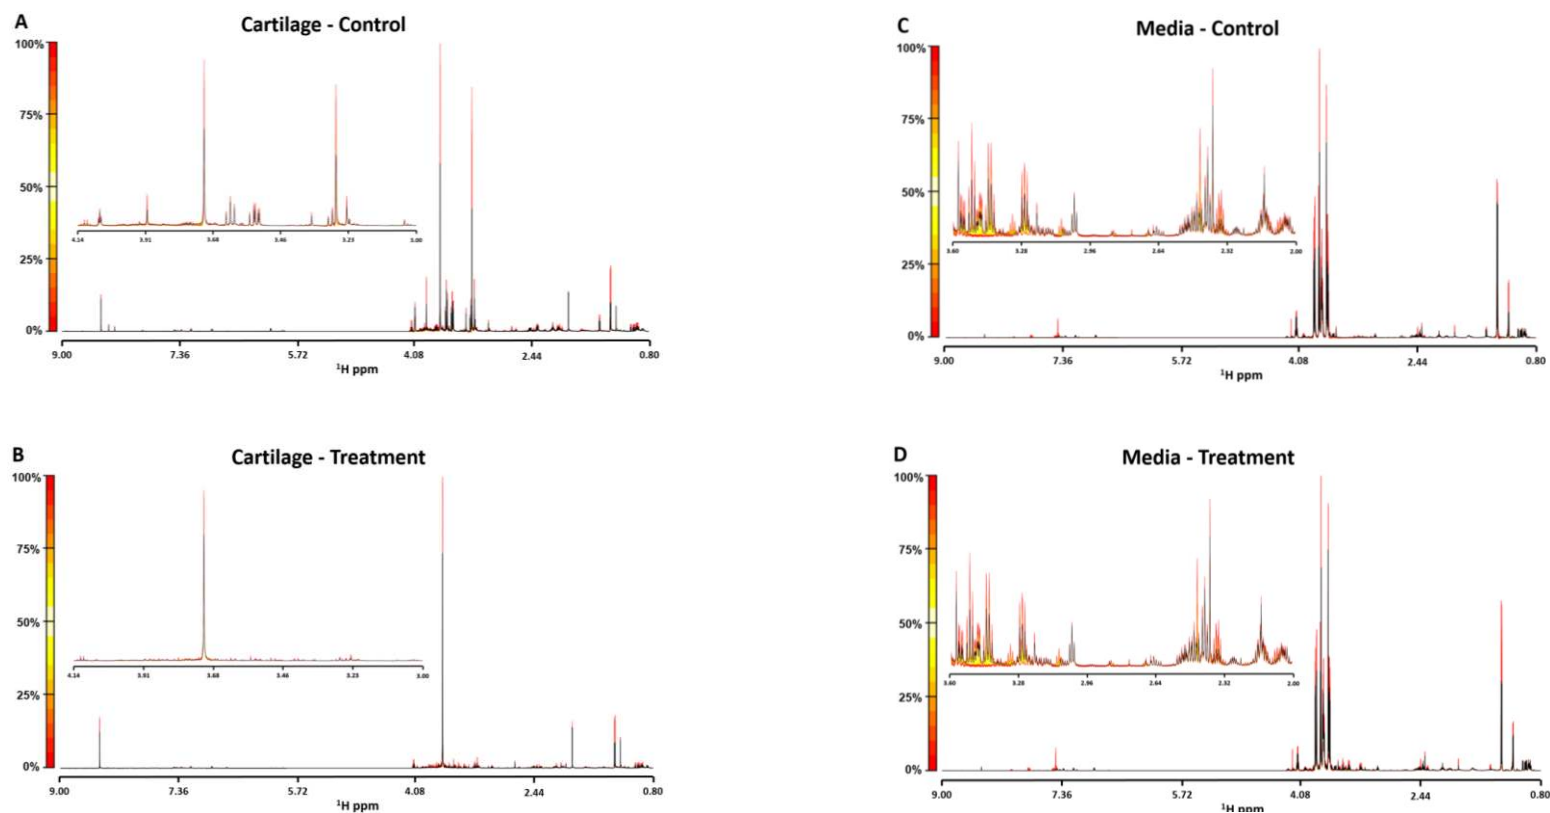 A
Cartilage - Control
100%
75%
50%
25%
0%
4.14 3.91 3.68 3.46 3.23 3.00
9.00 7.36 5.72 4.08 2.44 0.80
¹H ppm
C
Media - Control
100%
75%
50%
25%
0%
3.60 3.28 2.96 2.64 2.32 2.00
9.00 7.36 5.72 4.08 2.44 0.80
¹H ppm
B
Cartilage - Treatment
100%
75%
50%
25%
0%
4.14 3.91 3.68 3.46 3.23 3.00
9.00 7.36 5.72 4.08 2.44 0.80
¹H ppm
D
Media - Treatment
100%
75%
50%
25%
0%
3.60 3.28 2.96 2.64 2.32 2.00
9.00 7.36 5.72 4.08 2.44 0.80
¹H ppm